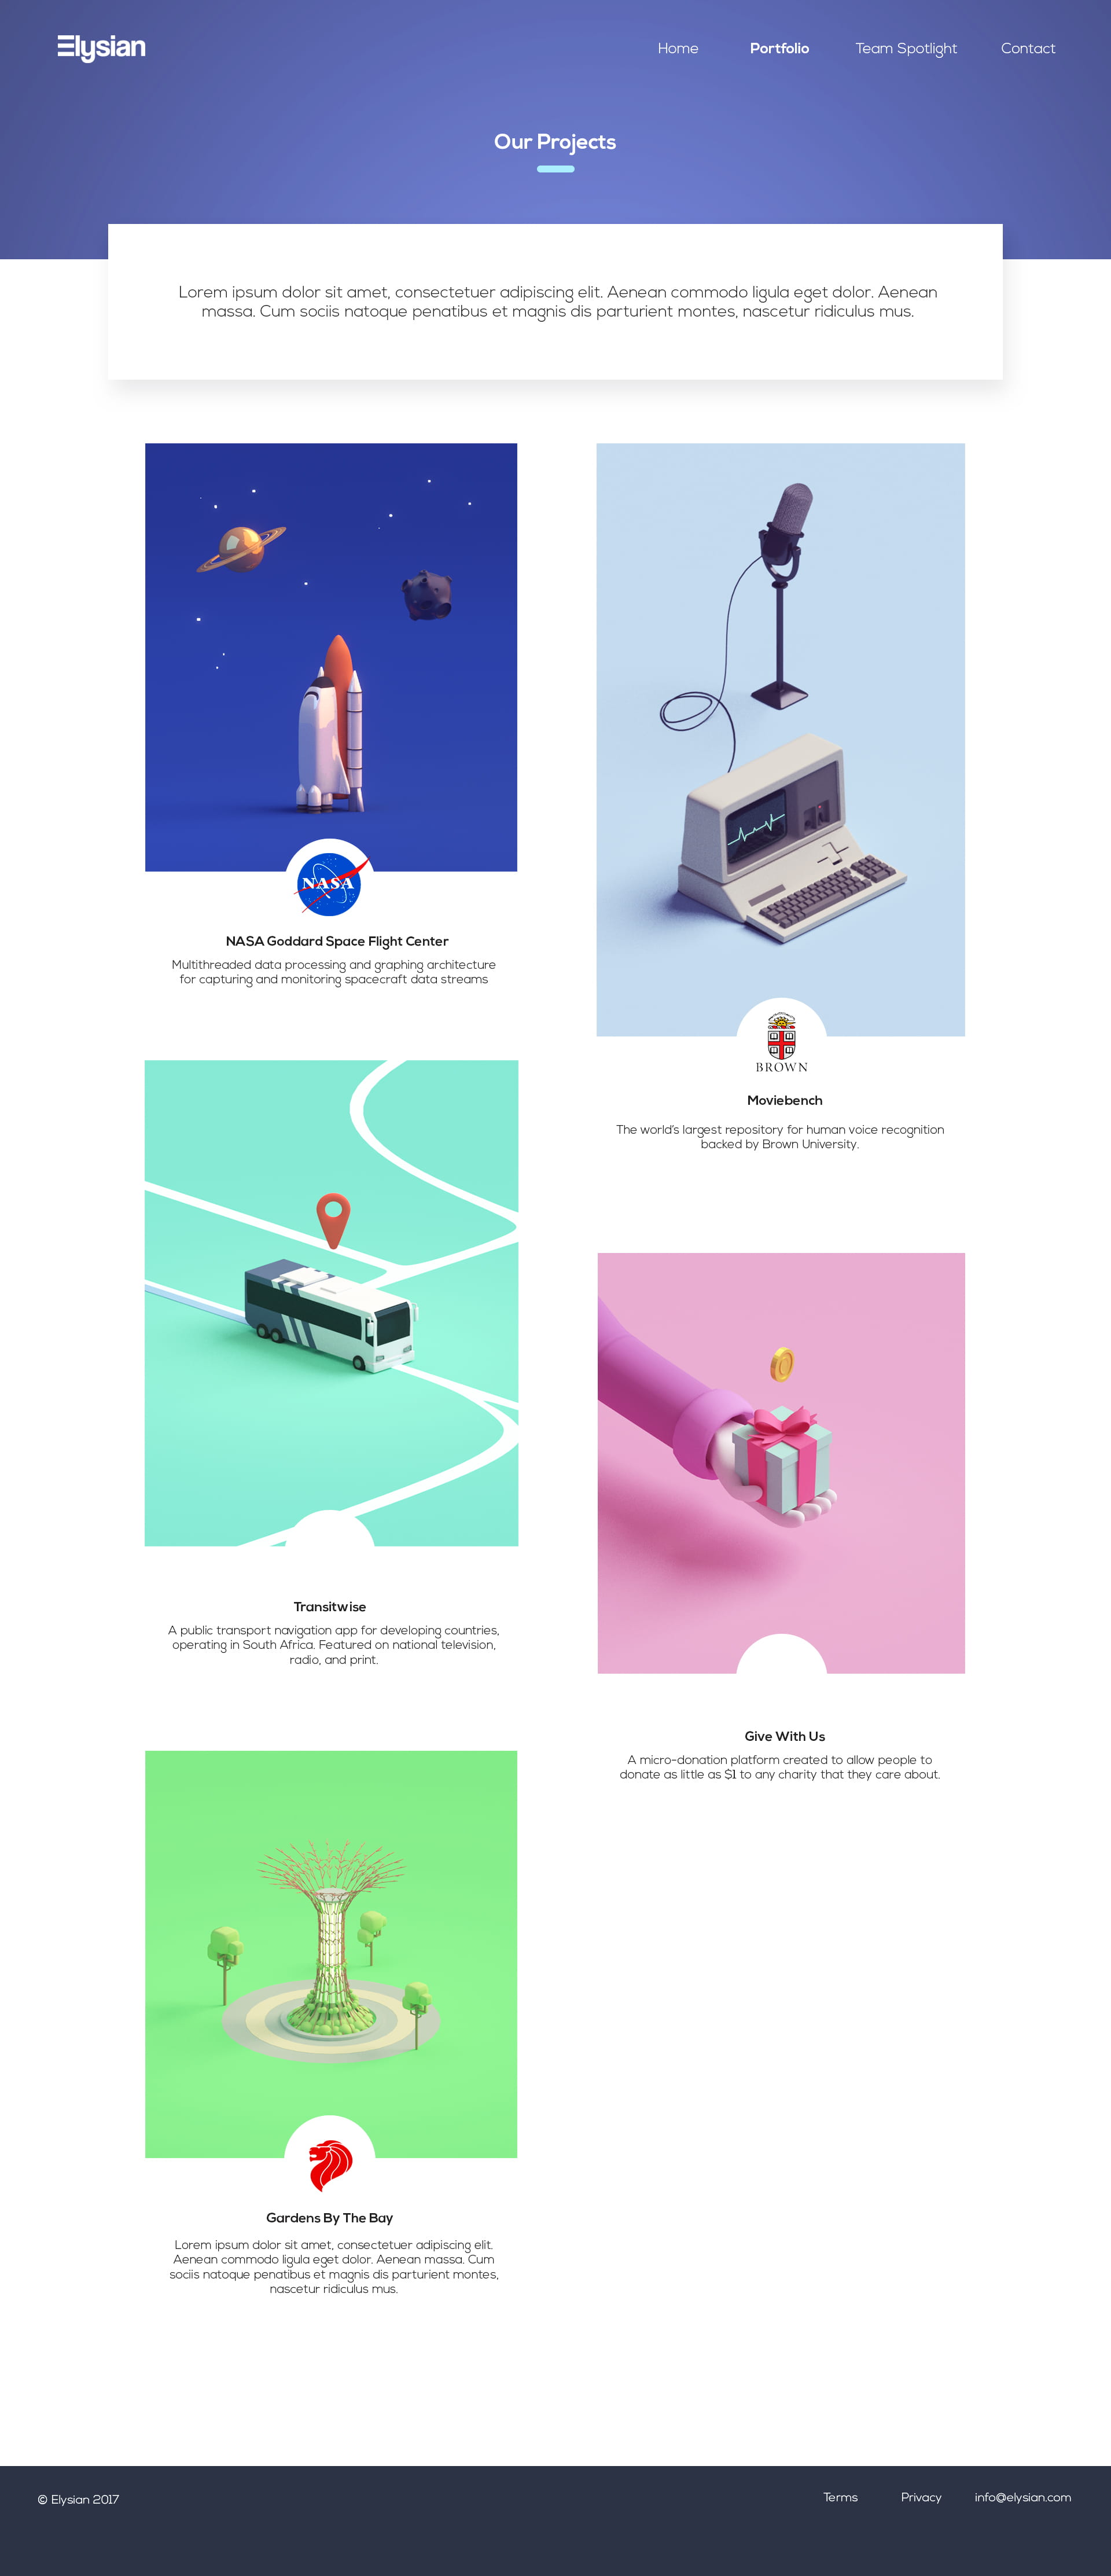 Elysian
Home Portfolio Team Spotlight Contact
Our Projects
Lorem ipsum dolor sit amet, consectetuer adipiscing elit. Aenean commodo ligula eget dolor. Aenean
massa. Cum sociis natoque penatibus et magnis dis parturient montes, nascetur ridiculus mus.
NASA
NASA Goddard Space Flight Center
Multithreaded data processing and graphing architecture
for capturing and monitoring spacecraft data streams
BROWN
Moviebench
The world's largest repository for human voice recognition
backed by Brown University.
Transitwise
A public transport navigation app for developing countries,
operating in South Africa. Featured on national television,
radio, and print.
Give With Us
A micro-donation platform created to allow people to
donate as little as $1 to any charity that they care about.
Gardens By The Bay
Lorem ipsum dolor sit amet, consectetuer adipiscing elit.
Aenean commodo ligula eget dolor. Aenean massa. Cum
sociis natoque penatibus et magnis dis parturient montes,
nascetur ridiculus mus.
© Elysian 2017
Terms Privacy info@elysian.com